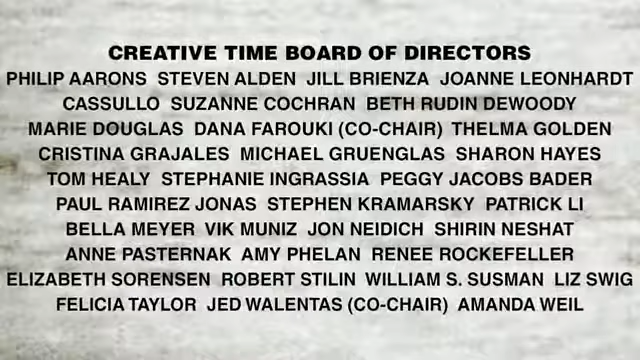 CREATIVE TIME BOARD OF DIRECTORS
PHILIP AARONS STEVEN ALDEN JILL BRIENZA JOANNE LEONHARDT
CASSULLO SUZANNE COCHRAN BETH RUDIN DEWOODY
MARIE DOUGLAS DANA FAROUKI (CO-CHAIR) THELMA GOLDEN
CRISTINA GRAJALES MICHAEL GRUENGLAS SHARON HAYES
TOM HEALY STEPHANIE INGRASSIA PEGGY JACOBS BADER
PAUL RAMIREZ JONAS STEPHEN KRAMARSKY PATRICK LI
BELLA MEYER VIK MUNIZ JON NEIDICH SHIRIN NESHAT
ANNE PASTERNAK AMY PHELAN RENEE ROCKEFELLER
ELIZABETH SORENSEN ROBERT STILIN WILLIAM S. SUSMAN LIZ SWIG
FELICIA TAYLOR JED WALENTAS (CO-CHAIR) AMANDA WEIL